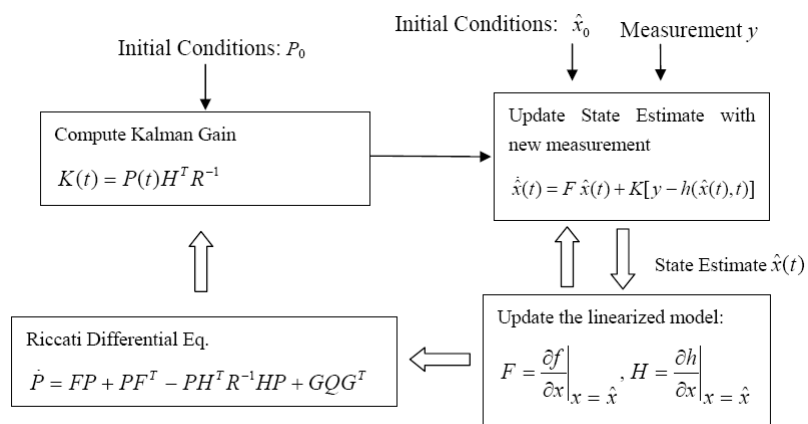 Initial Conditions: P₀
Initial Conditions: x̂₀
Measurement y
Compute Kalman Gain
K(t) = P(t)HᵀR⁻¹
Update State Estimate with
new measurement
x̂̇(t) = F x̂(t) + K[y − h(x̂(t),t)]
State Estimate x̂(t)
Riccati Differential Eq.
Ṗ = FP + PFᵀ − PHᵀR⁻¹HP + GQGᵀ
Update the linearized model:
F = ∂f/∂x|x = x̂ , H = ∂h/∂x|x = x̂